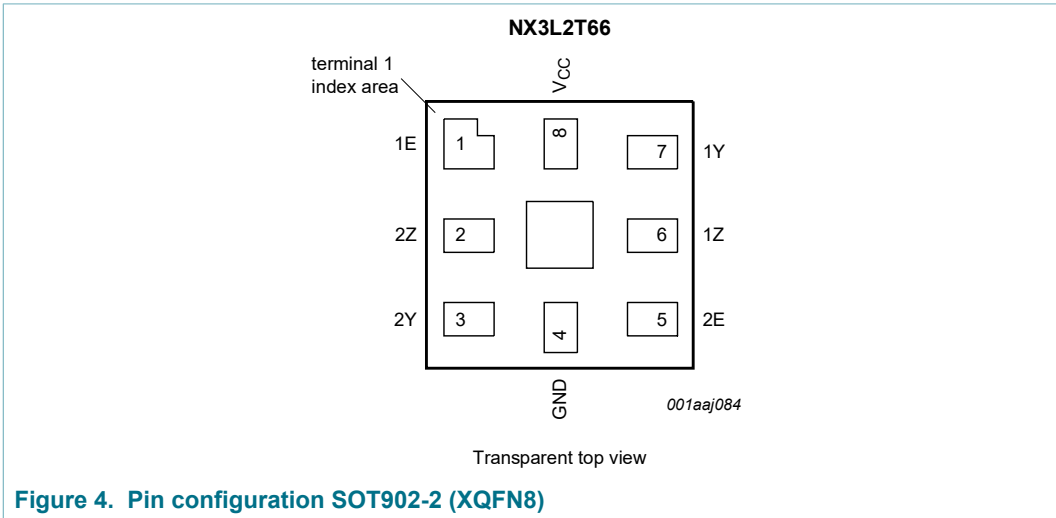 NX3L2T66
terminal 1
index area
VCC
1E 1 8 7 1Y
2Z 2 6 1Z
2Y 3 4 5 2E
GND
001aaj084
Transparent top view
Figure 4. Pin configuration SOT902-2 (XQFN8)